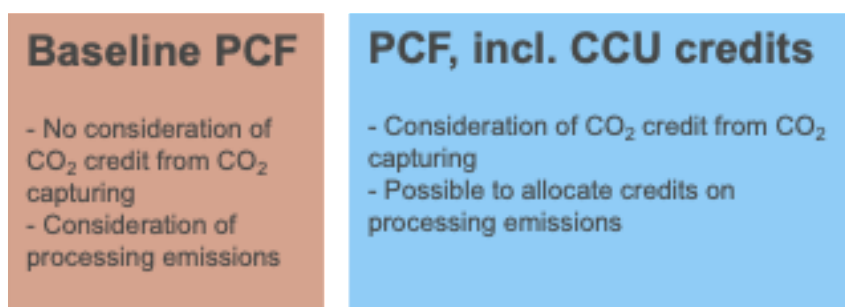 Baseline PCF
- No consideration of
CO₂ credit from CO₂
capturing
- Consideration of
processing emissions
PCF, incl. CCU credits
- Consideration of CO₂ credit from CO₂
capturing
- Possible to allocate credits on
processing emissions